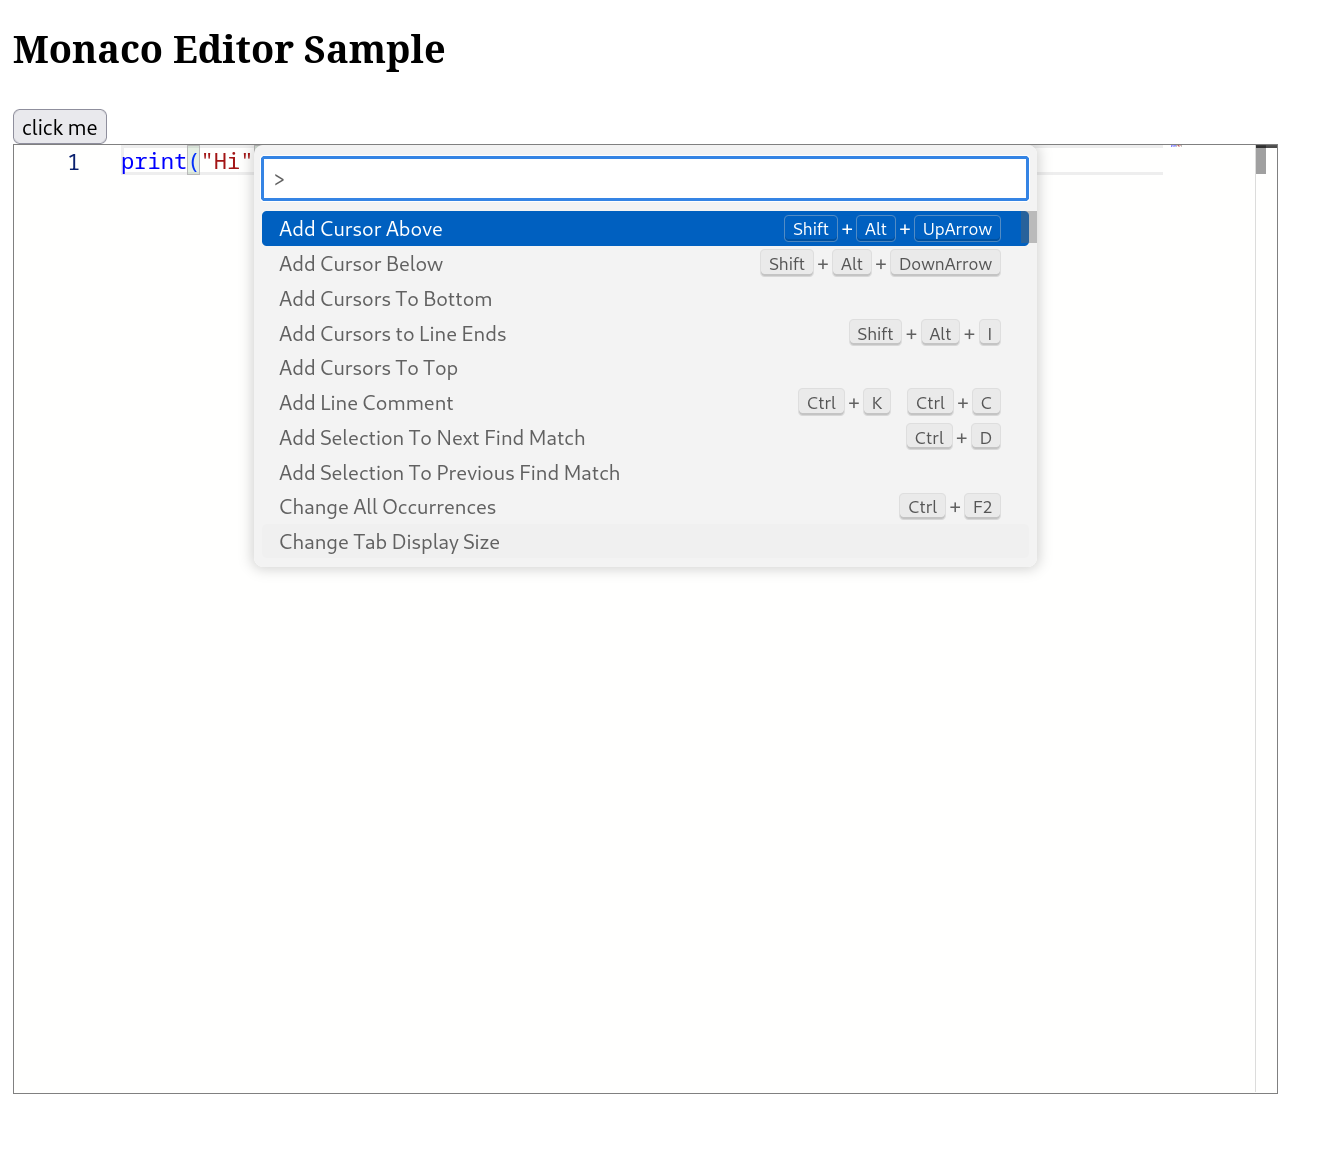 Monaco Editor Sample
click me
1 print("Hi"
>
Add Cursor Above Shift + Alt + UpArrow
Add Cursor Below Shift + Alt + DownArrow
Add Cursors To Bottom
Add Cursors to Line Ends Shift + Alt + I
Add Cursors To Top
Add Line Comment Ctrl + K Ctrl + C
Add Selection To Next Find Match Ctrl + D
Add Selection To Previous Find Match
Change All Occurrences Ctrl + F2
Change Tab Display Size